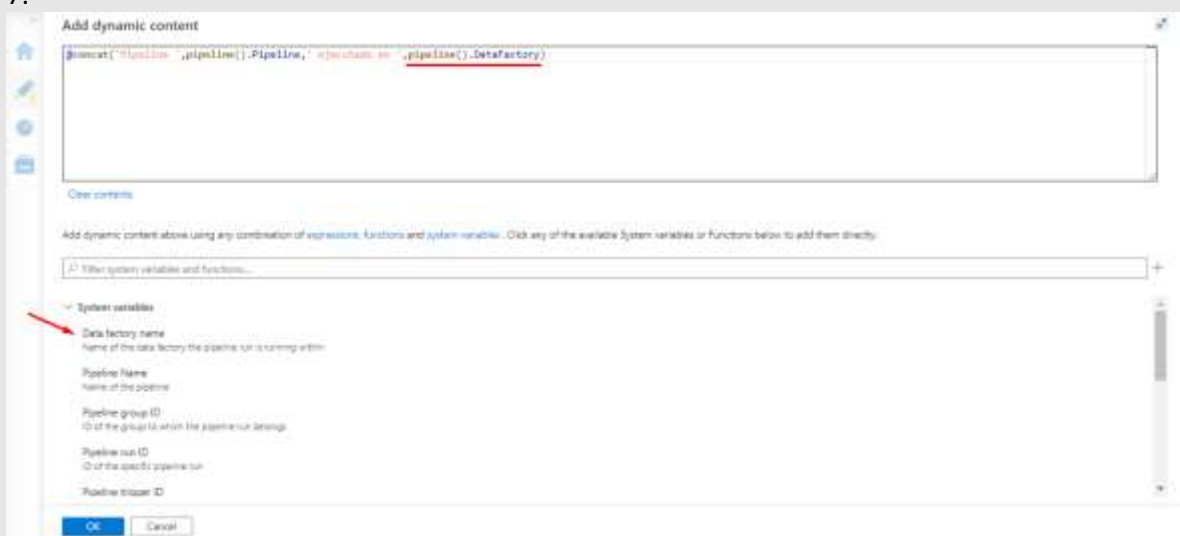 7.
Add dynamic content
@concat('Pipeline ',pipeline().Pipeline,' ejecutado en ',pipeline().DataFactory)
Clear contents
Add dynamic content above using any combination of expressions, functions and system variables. Click any of the available System variables or Functions below to add them directly.
Filter system variables and functions...
System variables
Data factory name
Name of the data factory the pipeline run is running within
Pipeline Name
Name of the pipeline
Pipeline group ID
ID of the group to which the pipeline run belongs
Pipeline run ID
ID of the specific pipeline run
Pipeline trigger ID
OK
Cancel